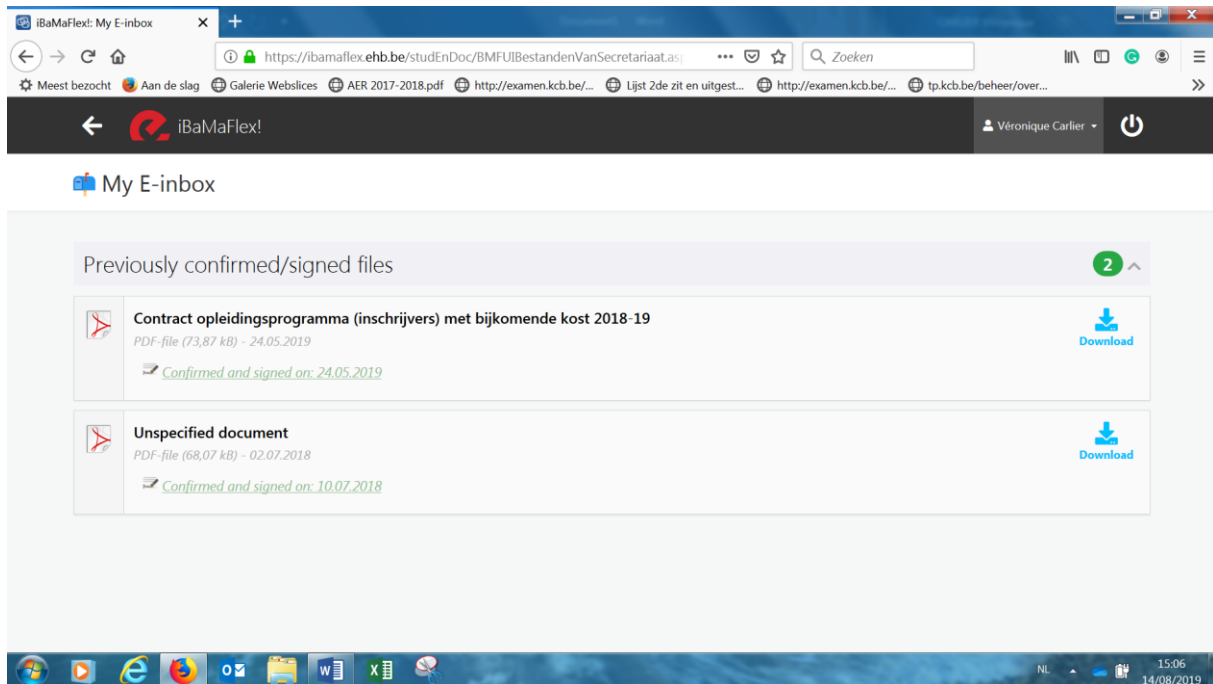 iBaMaFlex!: My E-inbox
https://ibamaflex.ehb.be/studEnDoc/BMFUIBestandenVanSecretariaat.as
Zoeken
Meest bezocht Aan de slag Galerie Webslices AER 2017-2018.pdf http://examen.kcb.be/... Lijst 2de zit en uitgest... http://examen.kcb.be/... tp.kcb.be/beheer/over...
iBaMaFlex! Véronique Carlier
My E-inbox
Previously confirmed/signed files 2
Contract opleidingsprogramma (inschrijvers) met bijkomende kost 2018-19
PDF-file (73,87 kB) - 24.05.2019
Download
Confirmed and signed on: 24.05.2019
Unspecified document
PDF-file (68,07 kB) - 02.07.2018
Download
Confirmed and signed on: 10.07.2018
NL 15:06
14/08/2019